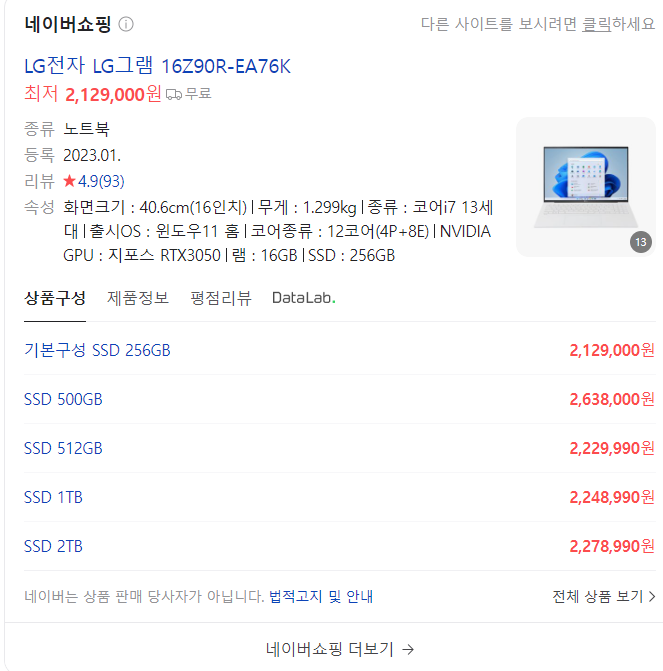 네이버쇼핑
다른 사이트를 보시려면 클릭하세요
LG전자 LG그램 16Z90R-EA76K
최저 2,129,000원 무료
종류 노트북
등록 2023.01.
리뷰 ★4.9(93)
속성 화면크기 : 40.6cm(16인치) | 무게 : 1.299kg | 종류 : 코어i7 13세
대 | 출시OS : 윈도우11 홈 | 코어종류 : 12코어(4P+8E) | NVIDIA
GPU : 지포스 RTX3050 | 램 : 16GB | SSD : 256GB
13
상품구성 제품정보 평점리뷰 DataLab.
기본구성 SSD 256GB 2,129,000원
SSD 500GB 2,638,000원
SSD 512GB 2,229,990원
SSD 1TB 2,248,990원
SSD 2TB 2,278,990원
네이버는 상품 판매 당사자가 아닙니다. 법적고지 및 안내 전체 상품 보기 >
네이버쇼핑 더보기 →